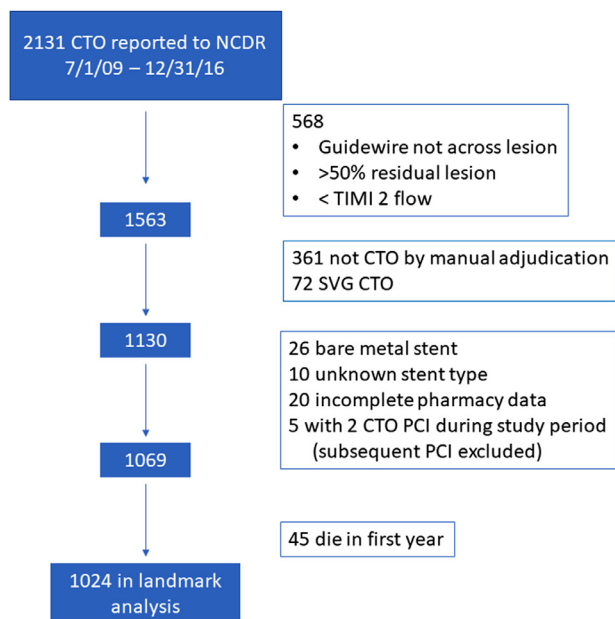 2131 CTO reported to NCDR
7/1/09 – 12/31/16
568
• Guidewire not across lesion
• >50% residual lesion
• < TIMI 2 flow
1563
361 not CTO by manual adjudication
72 SVG CTO
1130
26 bare metal stent
10 unknown stent type
20 incomplete pharmacy data
5 with 2 CTO PCI during study period
(subsequent PCI excluded)
1069
45 die in first year
1024 in landmark
analysis